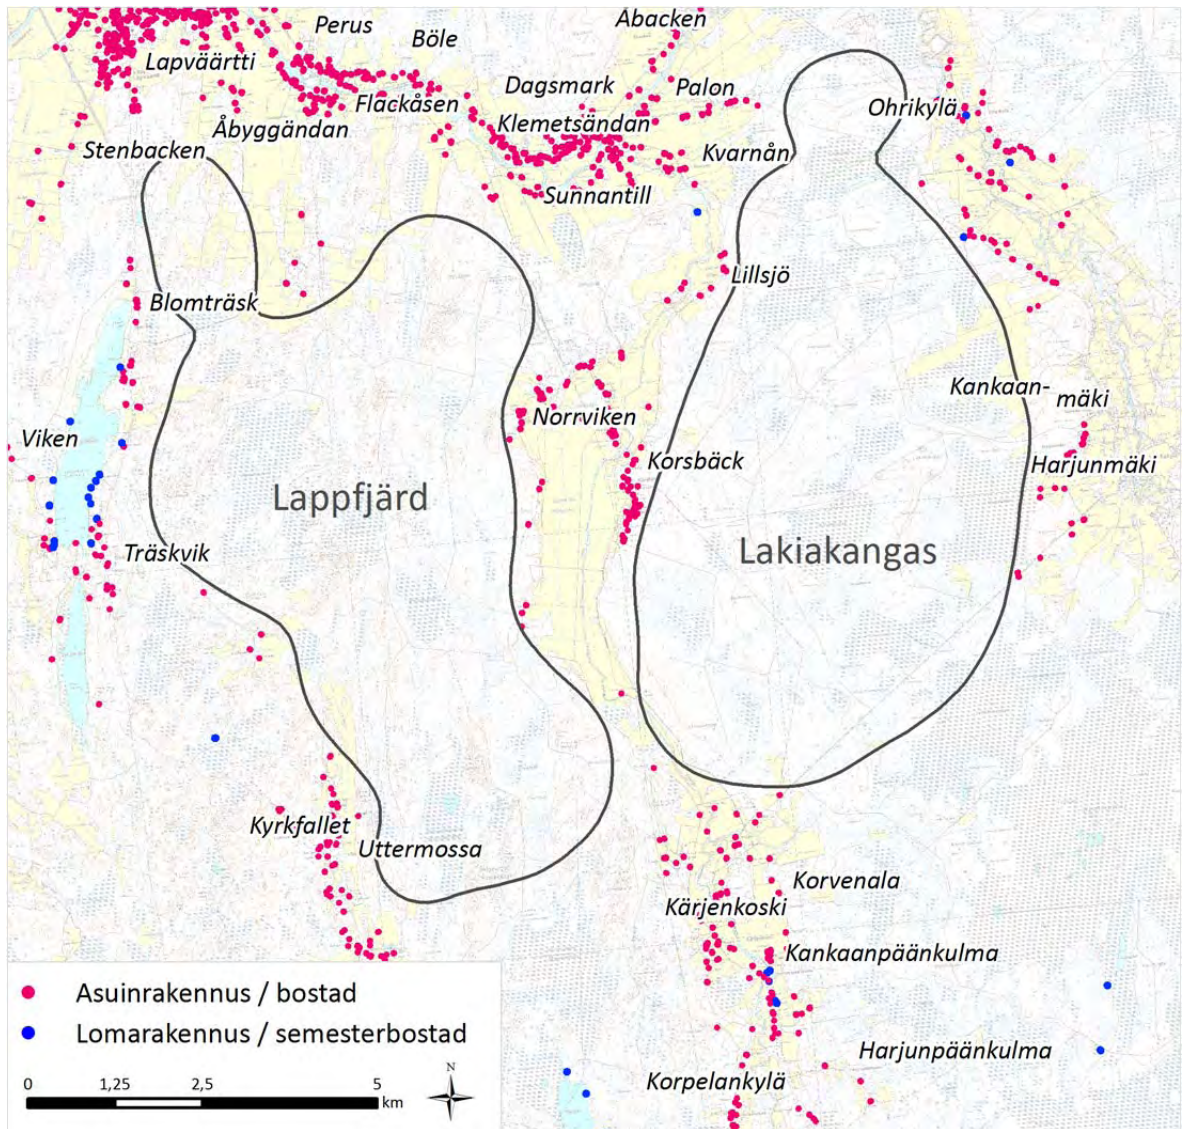 Perus
Böle
Åbacken
Lapväärtti
Dagsmark
Palon
Flackåsen
Ohrikylä
Åbyggändan
Klemetsändan
Stenbacken
Kvarnån
Sunnantill
Lillsjö
Blomträsk
Kankaan-
mäki
Norrviken
Viken
Korsbäck
Harjunmäki
Lappfjärd
Träskvik
Lakiakangas
Kyrkfallet
Uttermossa
Korvenala
Kärjenkoski
Kankaanpäänkulma
Harjunpäänkulma
Korpelankylä
Asuinrakennus / bostad
Lomarakennus / semesterbostad
N
0 1,25 2,5 5
km